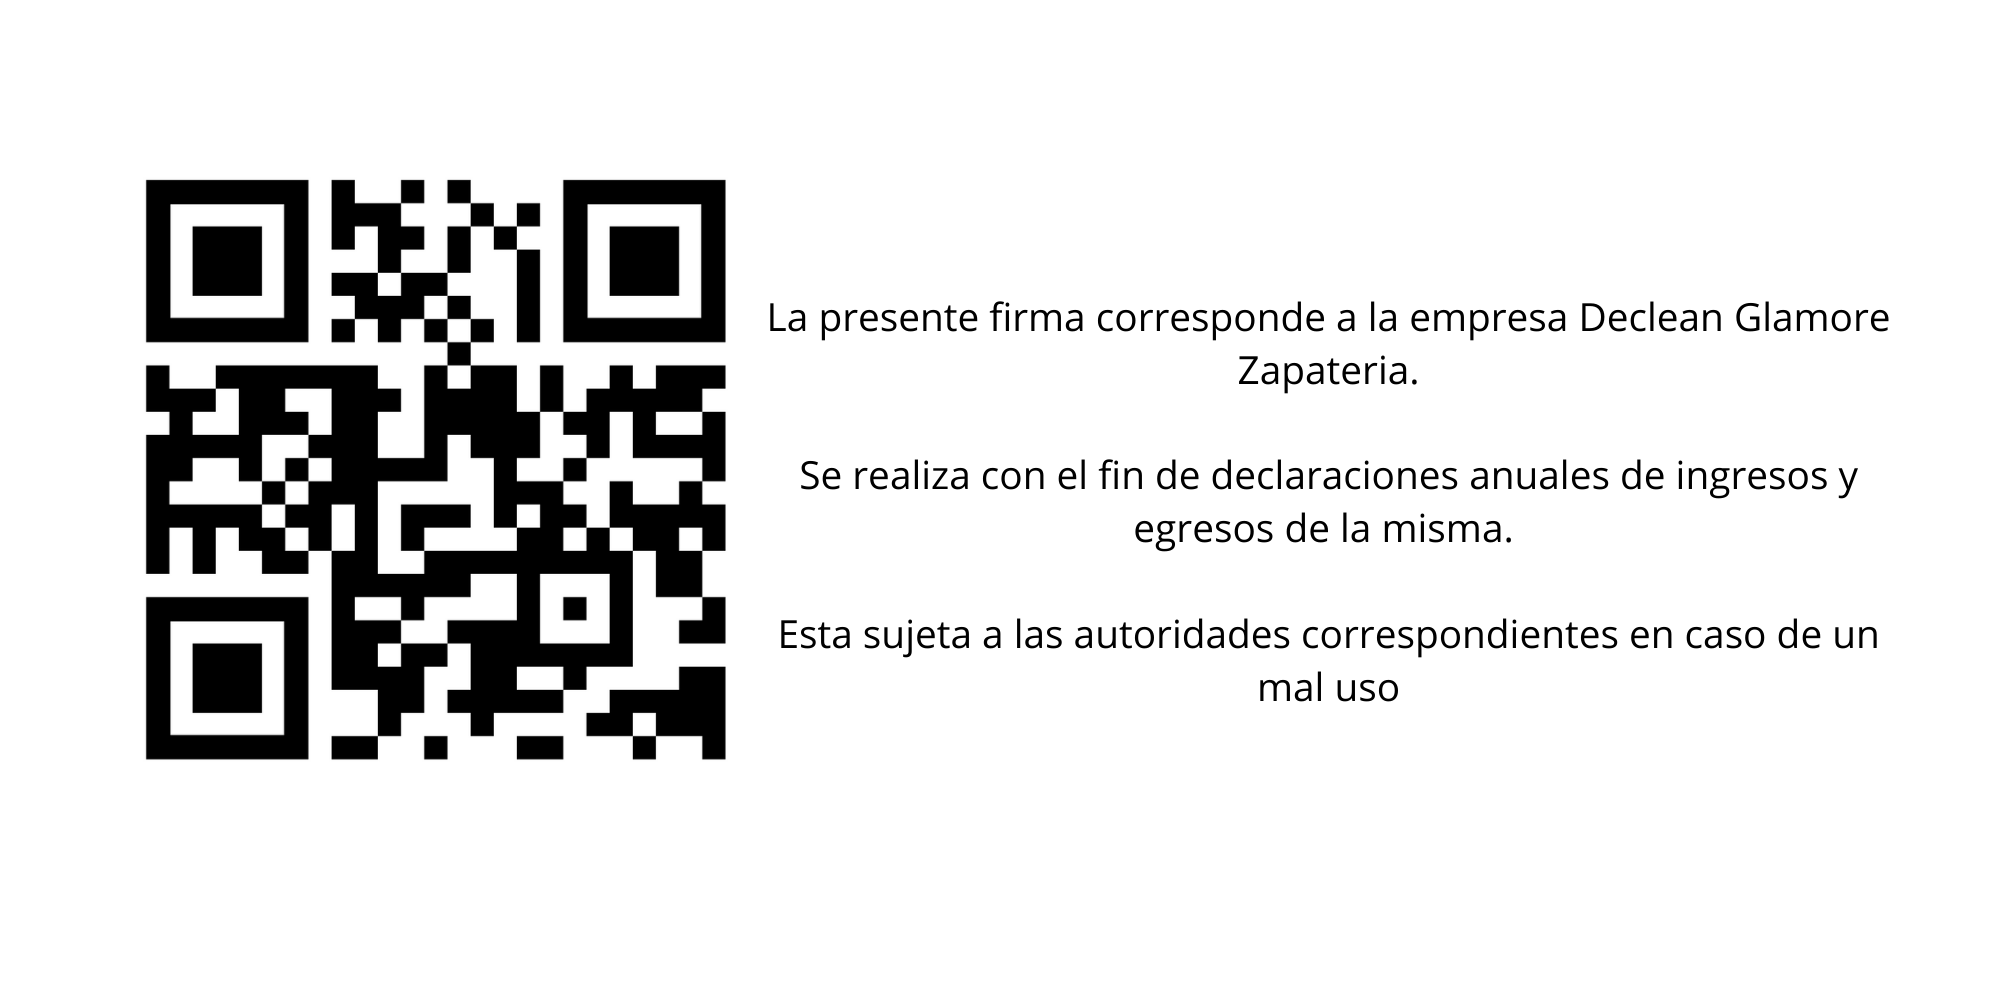 La presente firma corresponde a la empresa Declean Glamore
Zapateria.
Se realiza con el fin de declaraciones anuales de ingresos y
egresos de la misma.
Esta sujeta a las autoridades correspondientes en caso de un
mal uso